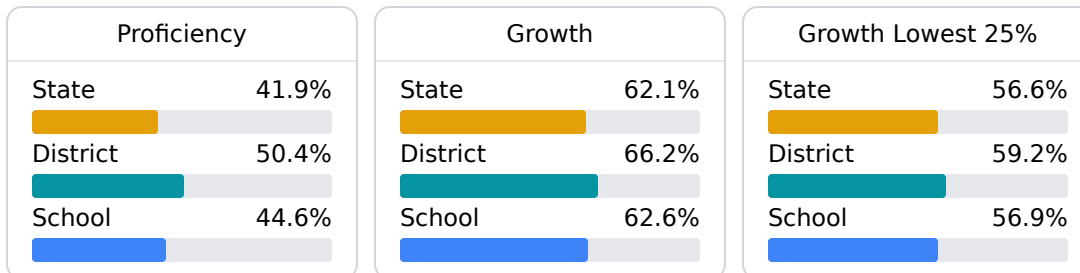 Proficiency
State 41.9%
District 50.4%
School 44.6%
Growth
State 62.1%
District 66.2%
School 62.6%
Growth Lowest 25%
State 56.6%
District 59.2%
School 56.9%